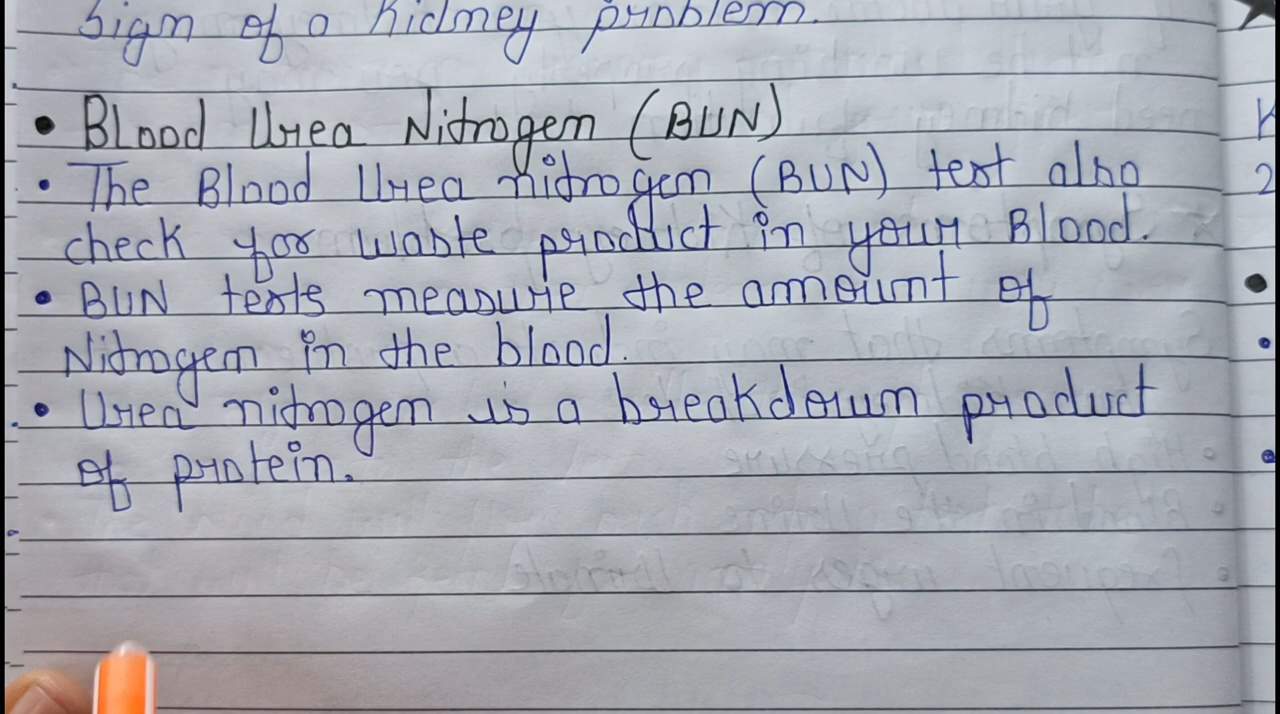 Sign of a kidney problem.
• Blood Urea Nitrogen (BUN)
• The Blood Urea nitrogen (BUN) test also
check for waste product in your Blood.
• BUN tests measure the amount of
Nitrogen in the blood.
• Urea nitrogen is a breakdown product
of protein.